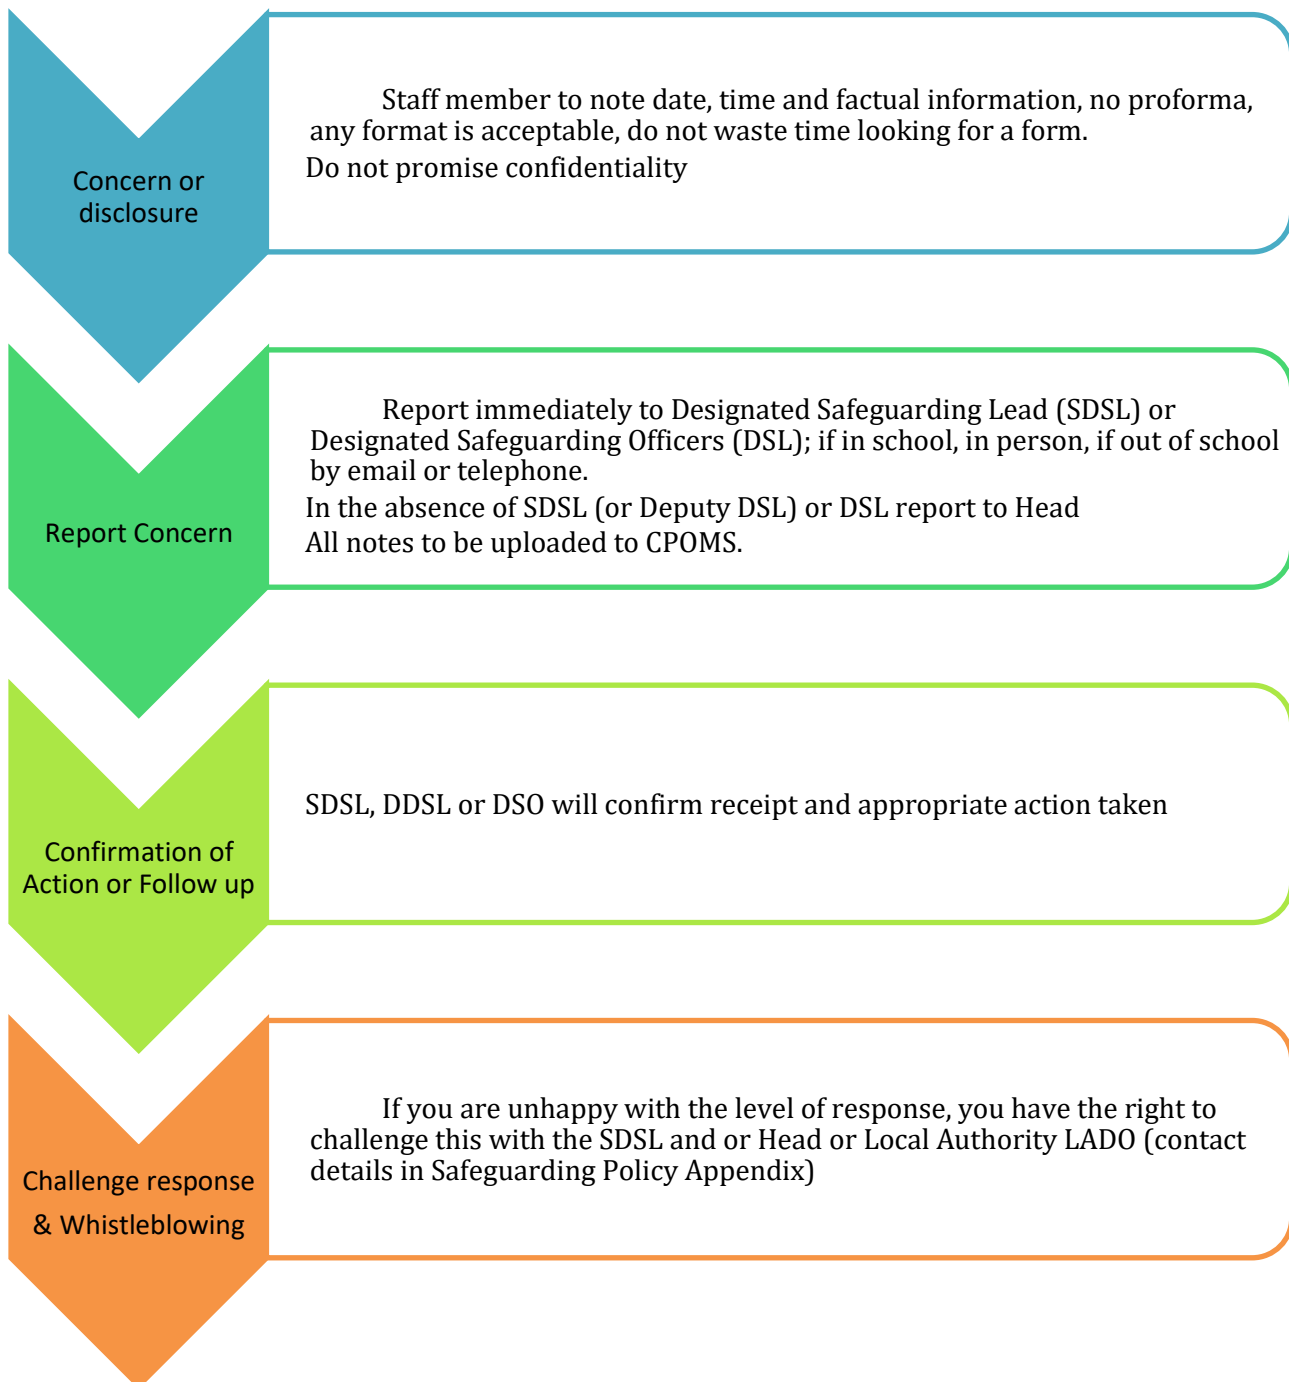 Concern or
disclosure
Staff member to note date, time and factual information, no proforma,
any format is acceptable, do not waste time looking for a form.
Do not promise confidentiality
Report Concern
Report immediately to Designated Safeguarding Lead (SDSL) or
Designated Safeguarding Officers (DSL); if in school, in person, if out of school
by email or telephone.
In the absence of SDSL (or Deputy DSL) or DSL report to Head
All notes to be uploaded to CPOMS.
Confirmation of
Action or Follow up
SDSL, DDSL or DSO will confirm receipt and appropriate action taken
Challenge response
& Whistleblowing
If you are unhappy with the level of response, you have the right to
challenge this with the SDSL and or Head or Local Authority LADO (contact
details in Safeguarding Policy Appendix)